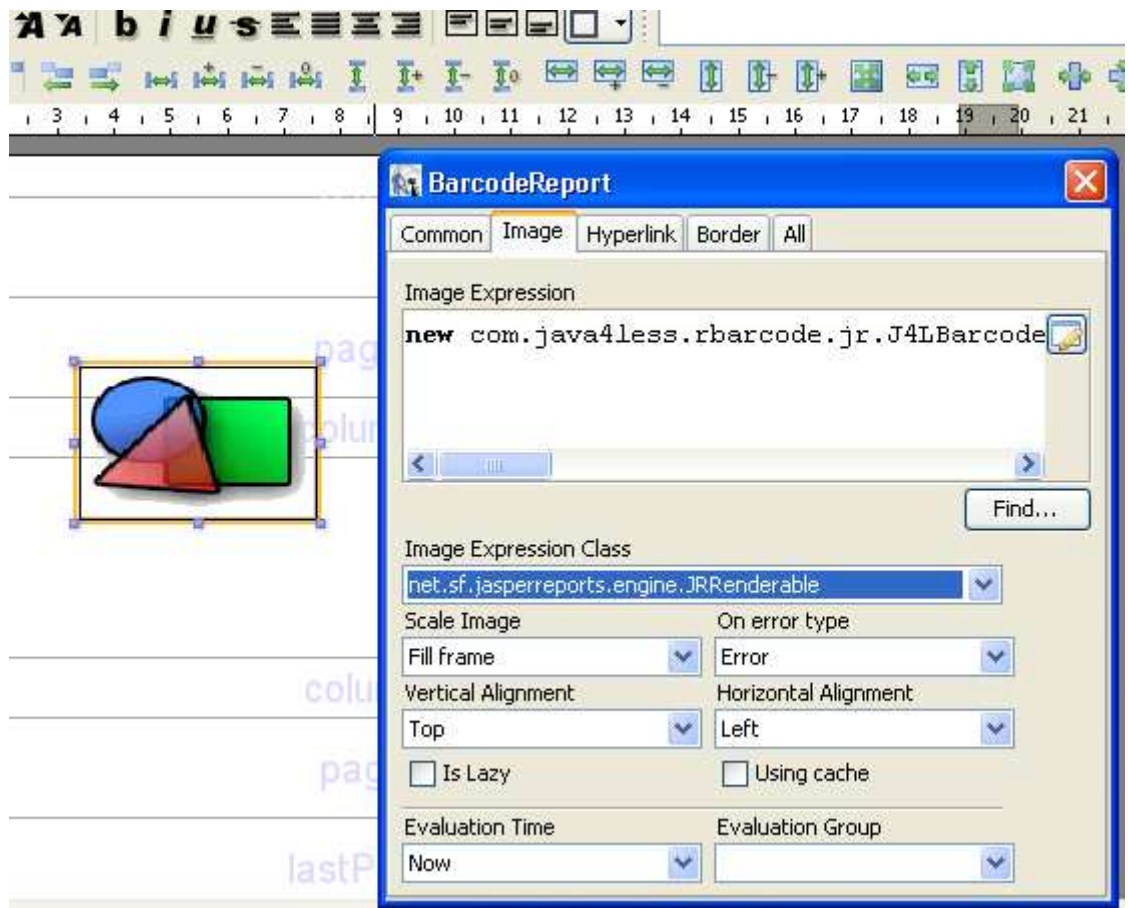 A A b i u s
3 4 5 6 7 8 9 10 11 12 13 14 15 16 17 18 19 20 21
BarcodeReport
Common Image Hyperlink Border All
Image Expression
new com.java4less.rbarcode.jr.J4LBarcode
pag
colu
Find...
Image Expression Class
net.sf.jasperreports.engine.JRRenderable
Scale Image On error type
Fill frame Error
colu Vertical Alignment Horizontal Alignment
Top Left
pag Is Lazy Using cache
Evaluation Time Evaluation Group
lastP Now